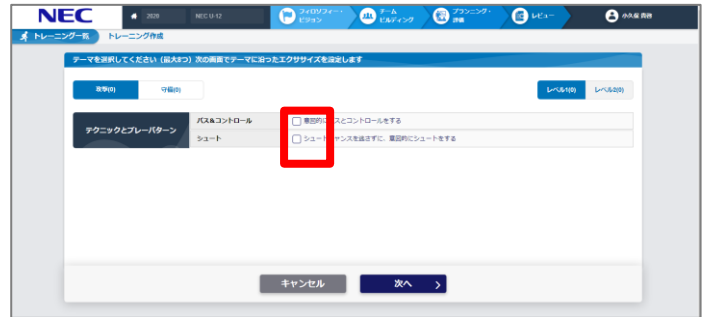 NEC
2020
NEC U-12
フィロソフィー・
ビジョン
チーム
ビルディング
プランニング・
評価
レビュー
トレーニング一覧
トレーニング作成
テーマを選択してください（最大8つ）次の画面でテーマに沿ったエクササイズを設定します
攻撃(0)
守備(0)
レベル1(0)
レベル2(0)
テクニックとプレーパターン
パス&コントロール
意図的にパスとコントロールをする
シュート
シュートチャンスを逃さずに、意図的にシュートをする
キャンセル
次へ